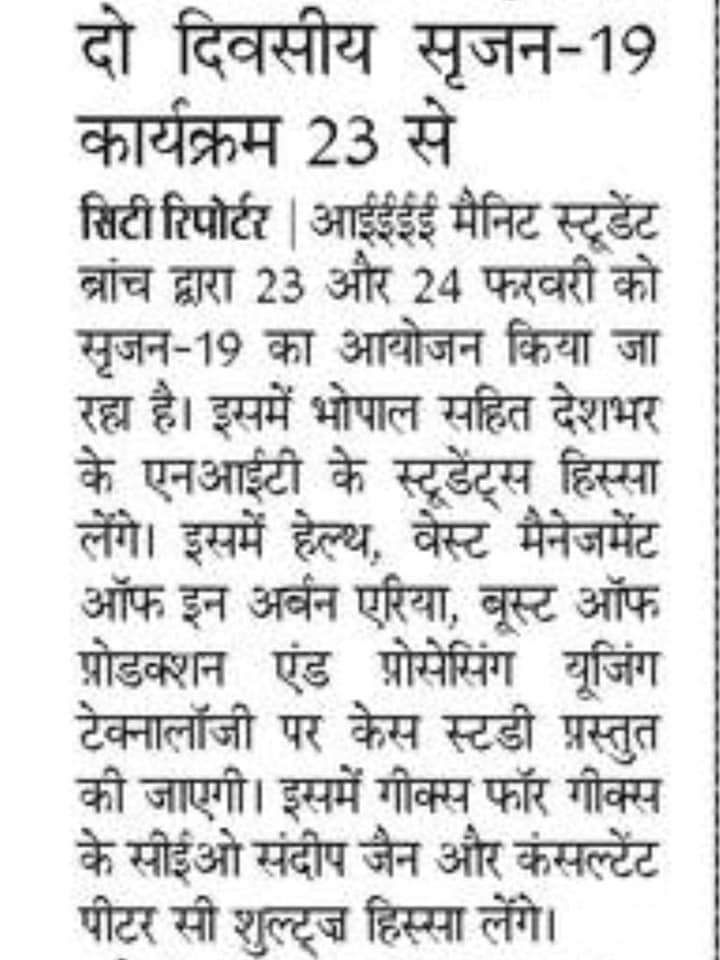 दो दिवसीय सृजन-19
कार्यक्रम 23 से
सिटी रिपोर्टर | आईईईई मैनिट स्टूडेंट
ब्रांच द्वारा 23 और 24 फरवरी को
सृजन-19 का आयोजन किया जा
रहा है। इसमें भोपाल सहित देशभर
के एनआईटी के स्टूडेंट्स हिस्सा
लेंगे। इसमें हेल्थ, वेस्ट मैनेजमेंट
ऑफ इन अर्बन एरिया, बूस्ट ऑफ
प्रोडक्शन एंड प्रोसेसिंग यूजिंग
टेक्नालॉजी पर केस स्टडी प्रस्तुत
की जाएगी। इसमें गीक्स फॉर गीक्स
के सीईओ संदीप जैन और कंसल्टेंट
पीटर सी शुल्ट्ज हिस्सा लेंगे।